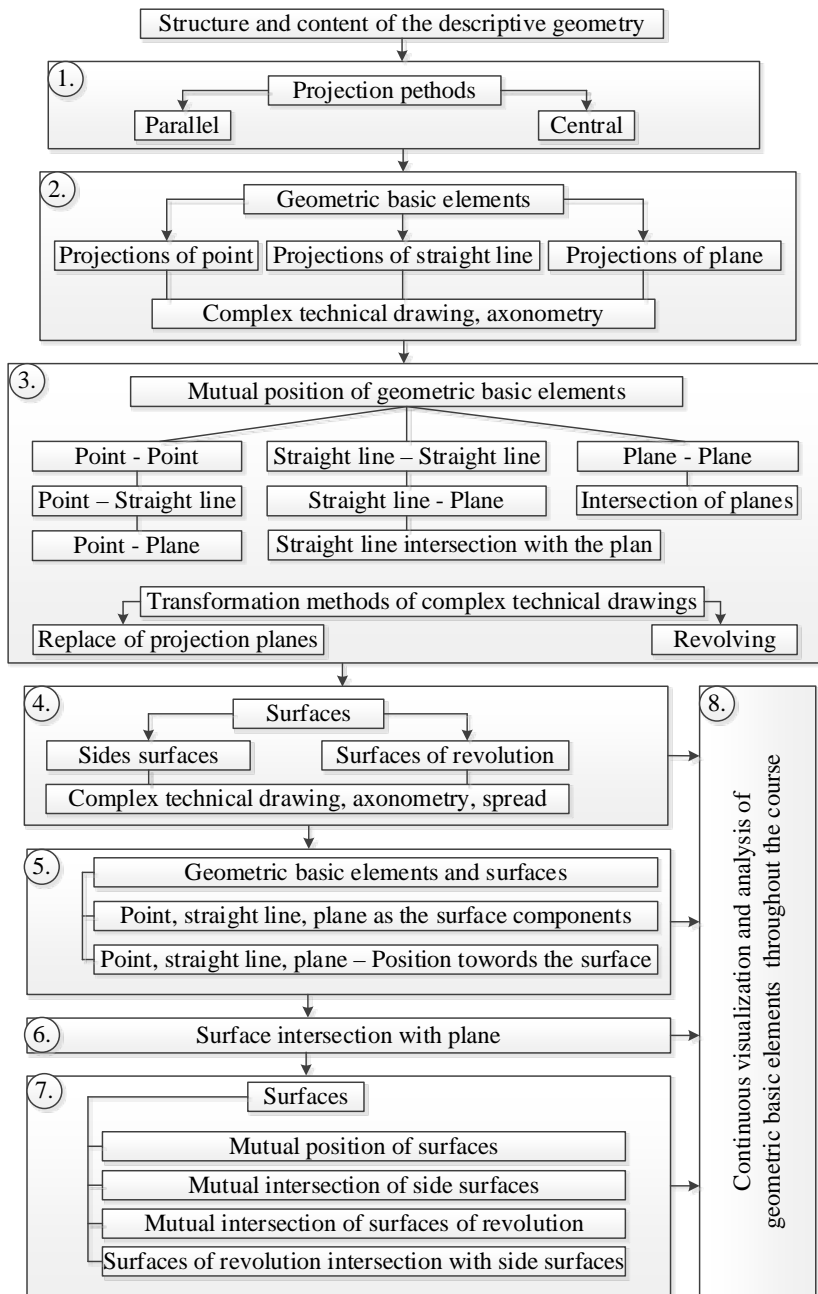 Structure and content of the descriptive geometry
1.
Projection pethods
Parallel
Central
2.
Geometric basic elements
Projections of point
Projections of straight line
Projections of plane
Complex technical drawing, axonometry
3.
Mutual position of geometric basic elements
Point - Point
Straight line – Straight line
Plane - Plane
Point – Straight line
Straight line - Plane
Intersection of planes
Point - Plane
Straight line intersection with the plan
Transformation methods of complex technical drawings
Replace of projection planes
Revolving
4.
Surfaces
Sides surfaces
Surfaces of revolution
Complex technical drawing, axonometry, spread
5.
Geometric basic elements and surfaces
Point, straight line, plane as the surface components
Point, straight line, plane – Position towords the surface
6.
Surface intersection with plane
7.
Surfaces
Mutual position of surfaces
Mutual intersection of side surfaces
Mutual intersection of surfaces of revolution
Surfaces of revolution intersection with side surfaces
8.
Continuous visualization and analysis of
geometric basic elements throughout the course